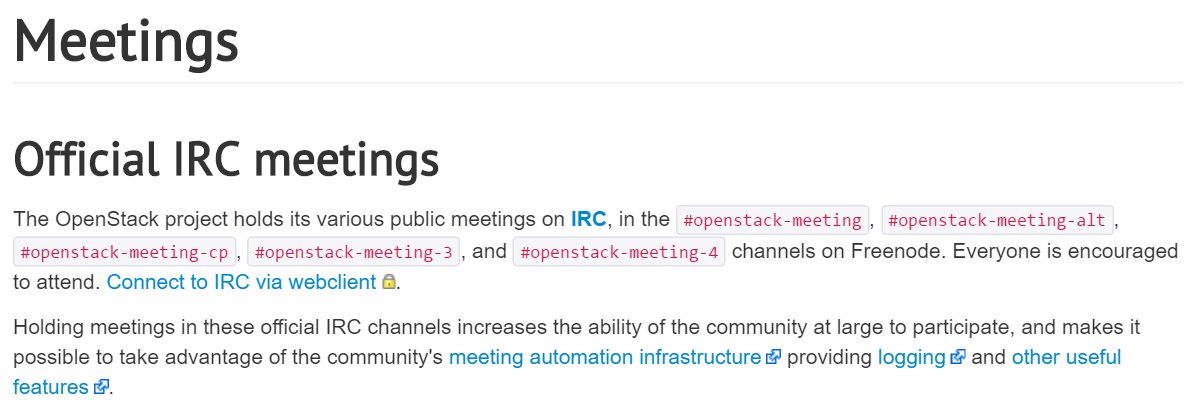 Meetings
Official IRC meetings
The OpenStack project holds its various public meetings on IRC, in the #openstack-meeting , #openstack-meeting-alt ,
#openstack-meeting-cp , #openstack-meeting-3 , and #openstack-meeting-4 channels on Freenode. Everyone is encouraged
to attend. Connect to IRC via webclient .
Holding meetings in these official IRC channels increases the ability of the community at large to participate, and makes it
possible to take advantage of the community's meeting automation infrastructure providing logging and other useful
features .